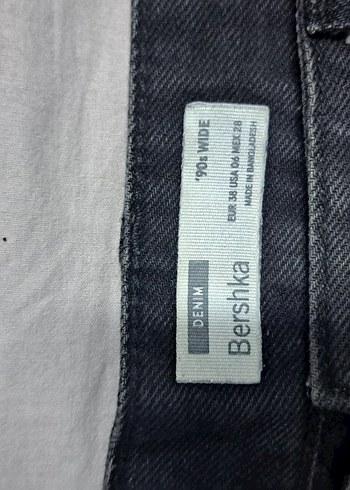 DENIM
'90s WIDE
Bershka
EUR 38 USA 06 MEX 28
MADE IN BANGLADESH